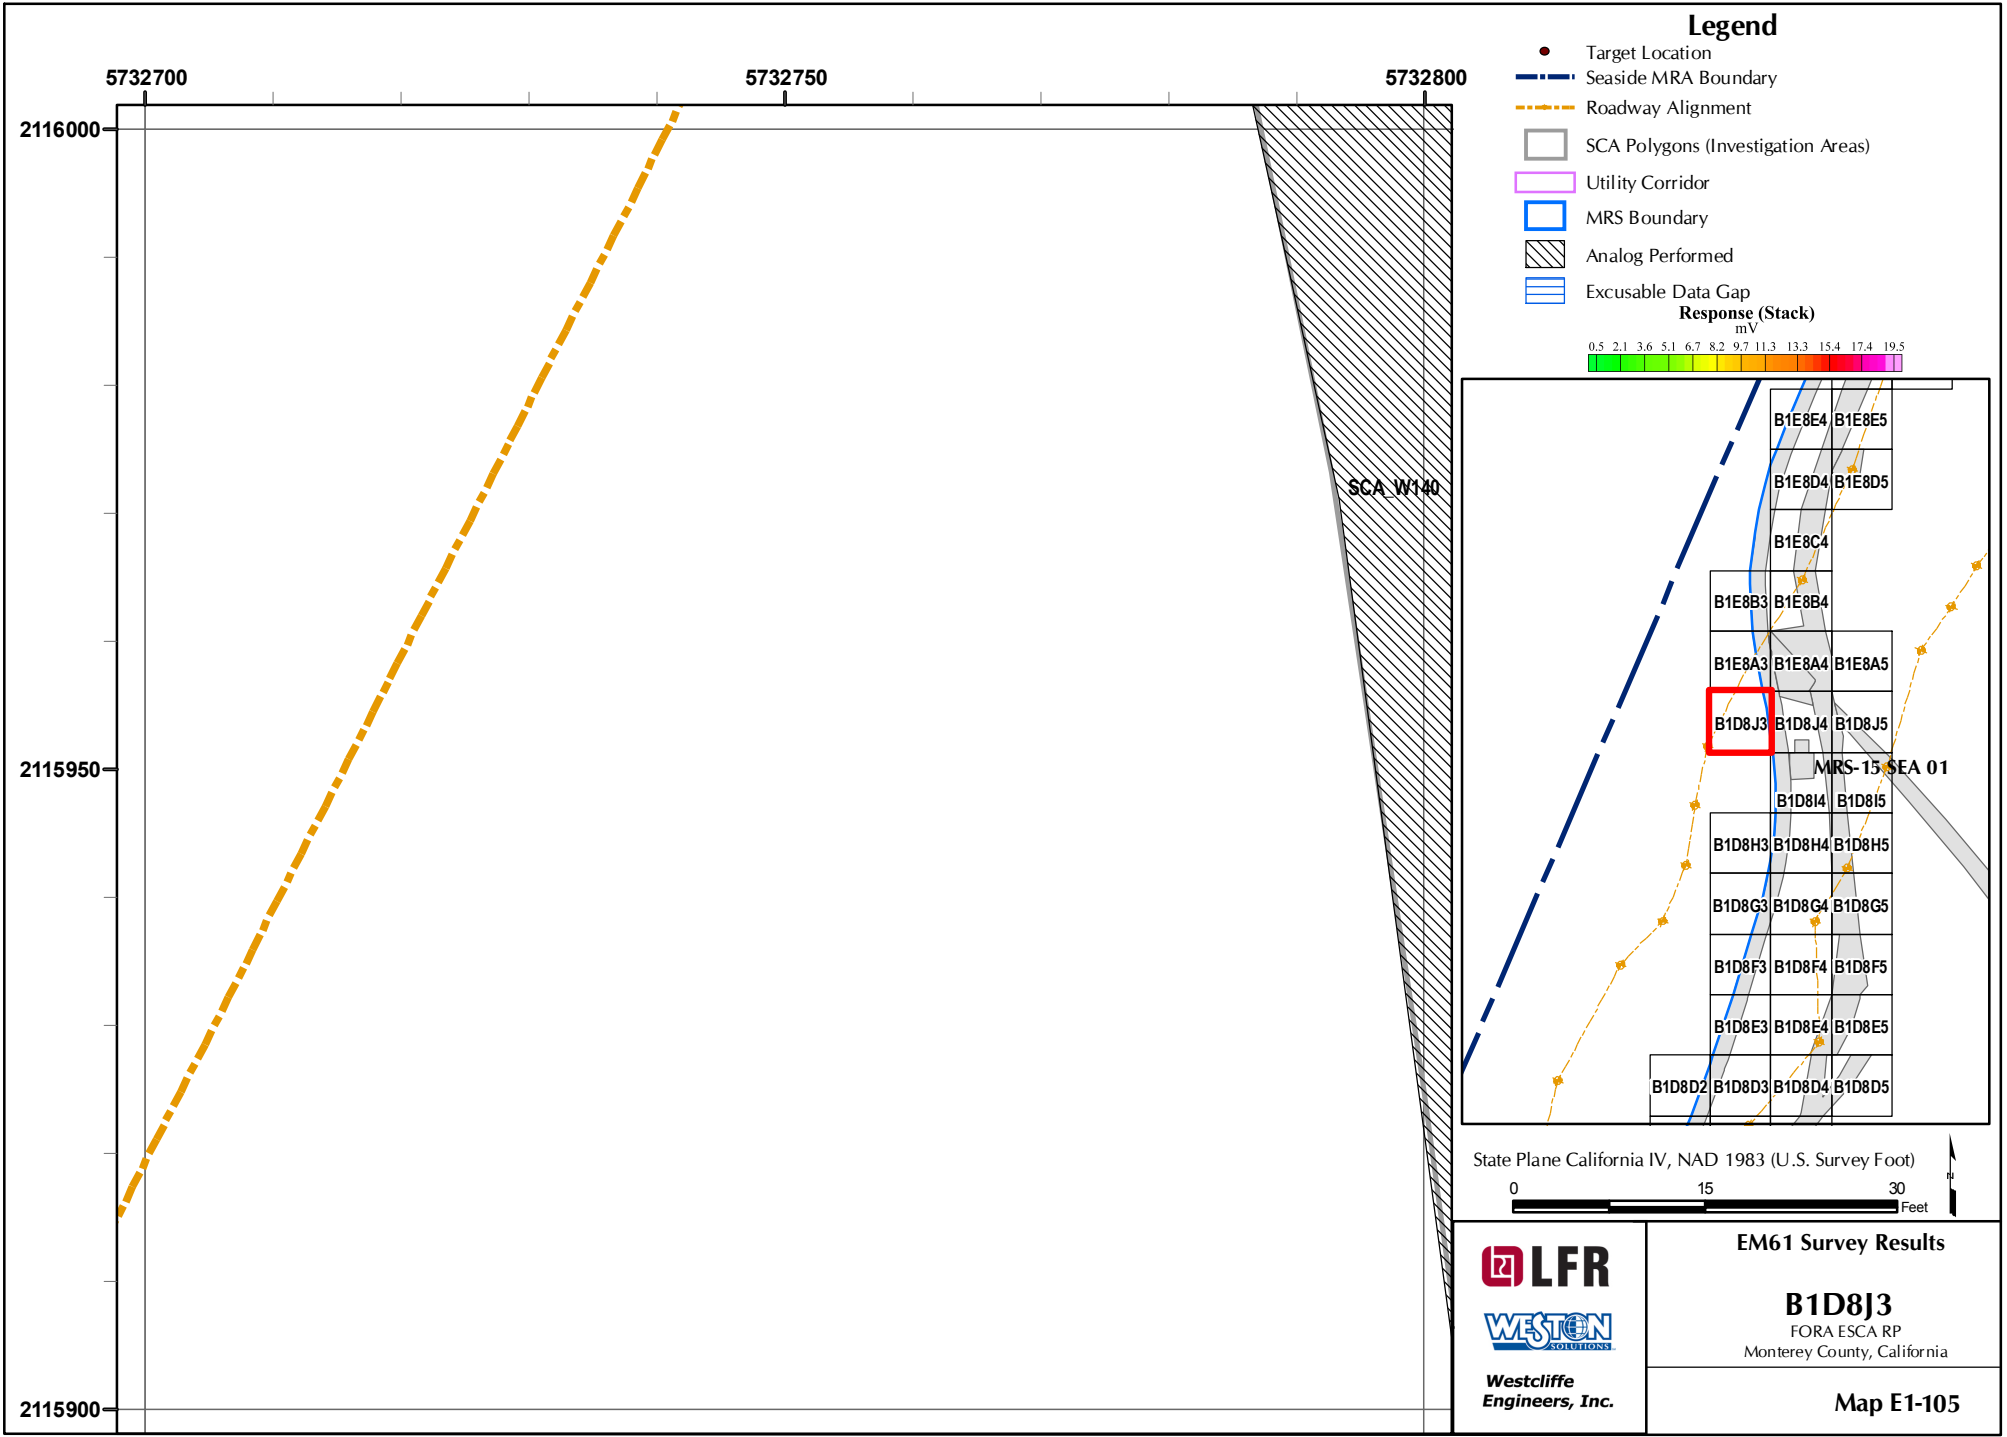 5732700 5732750 5732800
2116000
2115950
2115900
SCA_W140
Legend
Target Location
Seaside MRA Boundary
Roadway Alignment
SCA Polygons (Investigation Areas)
Utility Corridor
MRS Boundary
Analog Performed
Excusable Data Gap
Response (Stack)
mV
0.5 2.1 3.6 5.1 6.7 8.2 9.7 11.3 13.3 15.4 17.4 19.5
B1E8E4 B1E8E5
B1E8D4 B1E8D5
B1E8C4
B1E8B3 B1E8B4
B1E8A3 B1E8A4 B1E8A5
B1D8J3 B1D8J4 B1D8J5
MRS-15 SEA 01
B1D8I4 B1D8I5
B1D8H3 B1D8H4 B1D8H5
B1D8G3 B1D8G4 B1D8G5
B1D8F3 B1D8F4 B1D8F5
B1D8E3 B1D8E4 B1D8E5
B1D8D2 B1D8D3 B1D8D4 B1D8D5
State Plane California IV, NAD 1983 (U.S. Survey Foot)
N
0 15 30
Feet
LFR
WESTON
SOLUTIONS
Westcliffe
Engineers, Inc.
EM61 Survey Results
B1D8J3
FORA ESCA RP
Monterey County, California
Map E1-105